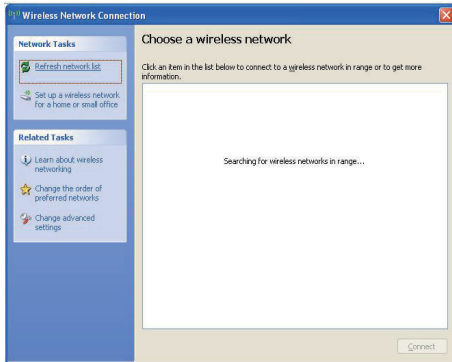 Wireless Network Connection
Network Tasks
Refresh network list
Set up a wireless network
for a home or small office
Related Tasks
Learn about wireless
networking
Change the order of
preferred networks
Change advanced
settings
Choose a wireless network
Click an item in the list below to connect to a wireless network in range or to get more
information.
Searching for wireless networks in range...
Connect